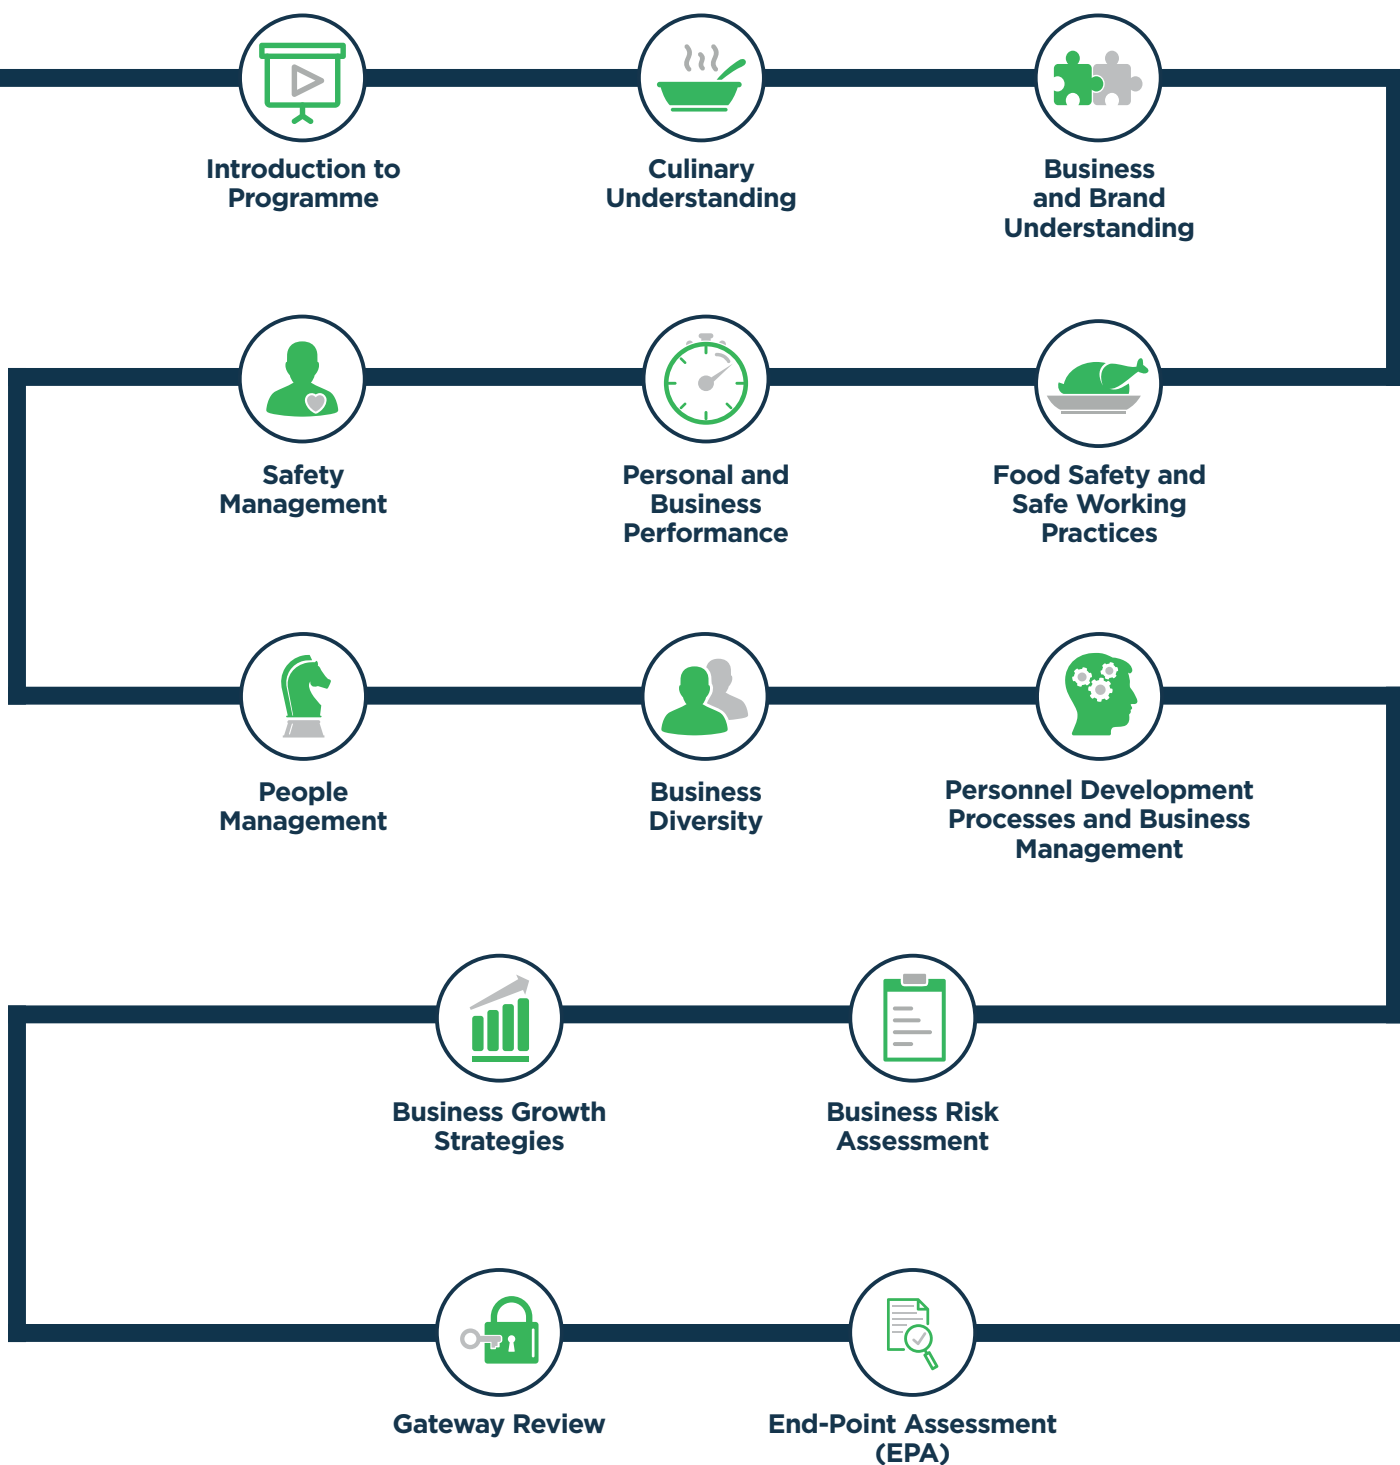 Introduction to
Programme
Culinary
Understanding
Business
and Brand
Understanding
Safety
Management
Personal and
Business
Performance
Food Safety and
Safe Working
Practices
People
Management
Business
Diversity
Personnel Development
Processes and Business
Management
Business Growth
Strategies
Business Risk
Assessment
Gateway Review
End-Point Assessment
(EPA)